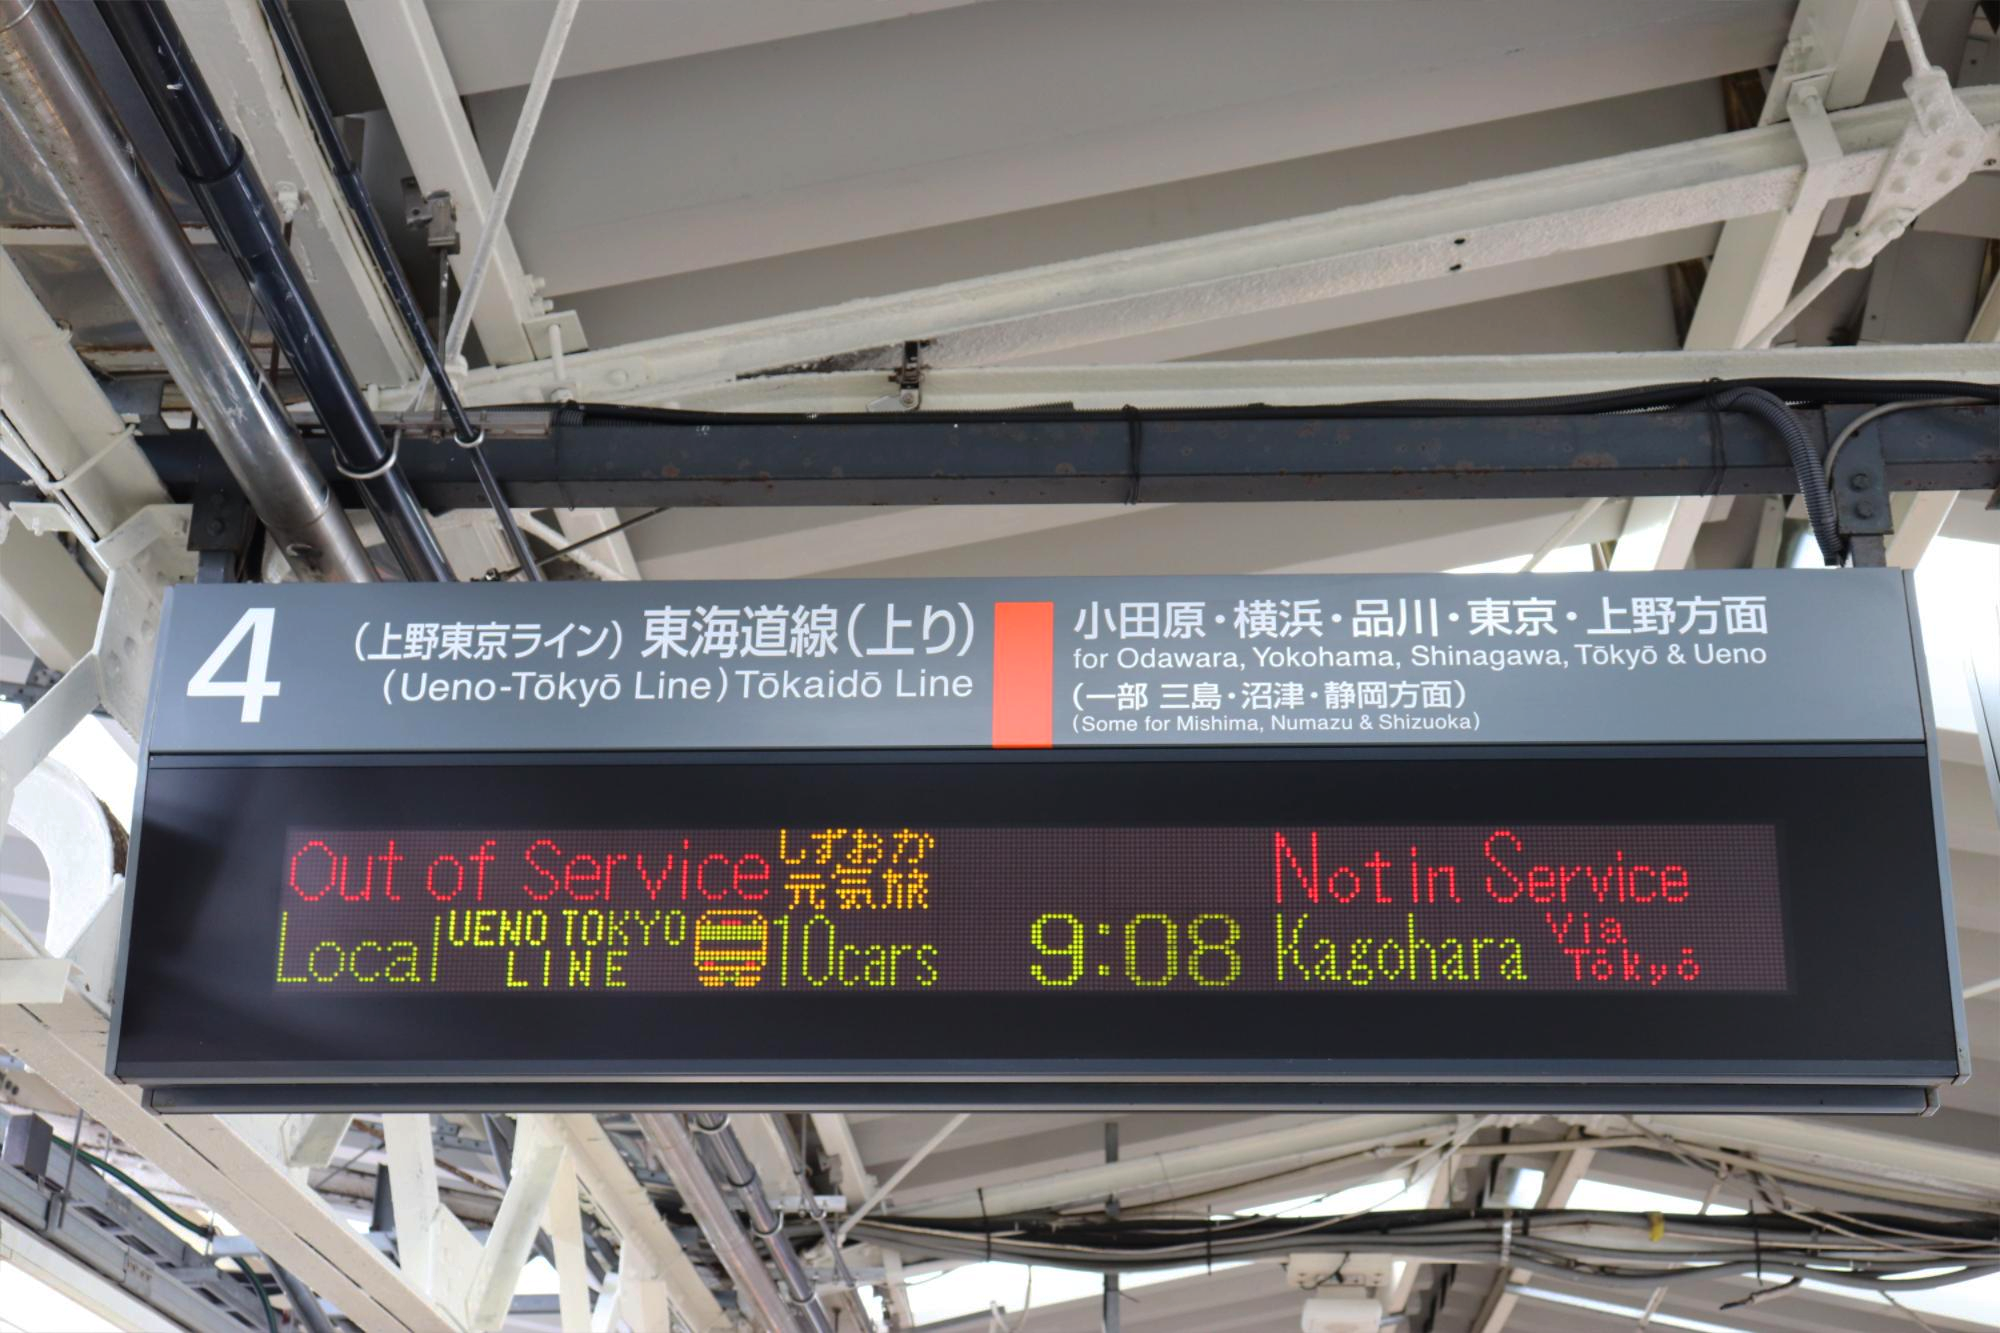 4
(上野東京ライン) 東海道線(上り)
(Ueno-Tōkyō Line) Tōkaidō Line
小田原・横浜・品川・東京・上野方面
for Odawara, Yokohama, Shinagawa, Tōkyō & Ueno
(一部 三島・沼津・静岡方面)
(Some for Mishima, Numazu & Shizuoka)
Out of Service しずおか元気旅 Not in Service
Local UENO TOKYO LINE 10cars 9:08 Kagohara Via Tōkyō